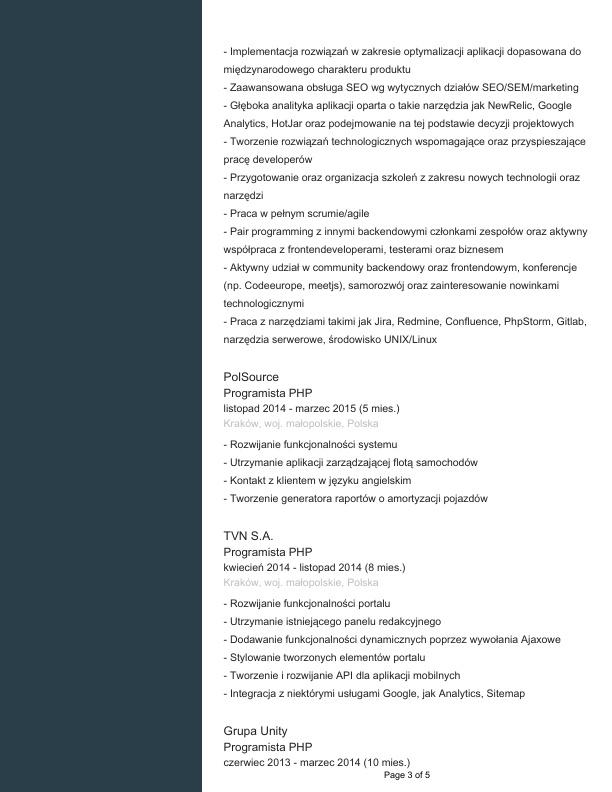 - Implementacja rozwiązań w zakresie optymalizacji aplikacji dopasowana do
międzynarodowego charakteru produktu
- Zaawansowana obsługa SEO wg wytycznych działów SEO/SEM/marketing
- Głęboka analityka aplikacji oparta o takie narzędzia jak NewRelic, Google
Analytics, HotJar oraz podejmowanie na tej podstawie decyzji projektowych
- Tworzenie rozwiązań technologicznych wspomagające oraz przyspieszające
pracę developerów
- Przygotowanie oraz organizacja szkoleń z zakresu nowych technologii oraz
narzędzi
- Praca w pełnym scrumie/agile
- Pair programming z innymi backendowymi członkami zespołów oraz aktywny
współpraca z frontendeveloperami, testerami oraz biznesem
- Aktywny udział w community backendowy oraz frontendowym, konferencje
(np. Codeeurope, meetjs), samorozwój oraz zainteresowanie nowinkami
technologicznymi
- Praca z narzędziami takimi jak Jira, Redmine, Confluence, PhpStorm, Gitlab,
narzędzia serwerowe, środowisko UNIX/Linux
PolSource
Programista PHP
listopad 2014 - marzec 2015 (5 mies.)
Kraków, woj. małopolskie, Polska
- Rozwijanie funkcjonalności systemu
- Utrzymanie aplikacji zarządzającej flotą samochodów
- Kontakt z klientem w języku angielskim
- Tworzenie generatora raportów o amortyzacji pojazdów
TVN S.A.
Programista PHP
kwiecień 2014 - listopad 2014 (8 mies.)
Kraków, woj. małopolskie, Polska
- Rozwijanie funkcjonalności portalu
- Utrzymanie istniejącego panelu redakcyjnego
- Dodawanie funkcjonalności dynamicznych poprzez wywołania Ajaxowe
- Stylowanie tworzonych elementów portalu
- Tworzenie i rozwijanie API dla aplikacji mobilnych
- Integracja z niektórymi usługami Google, jak Analytics, Sitemap
Grupa Unity
Programista PHP
czerwiec 2013 - marzec 2014 (10 mies.)
Page 3 of 5